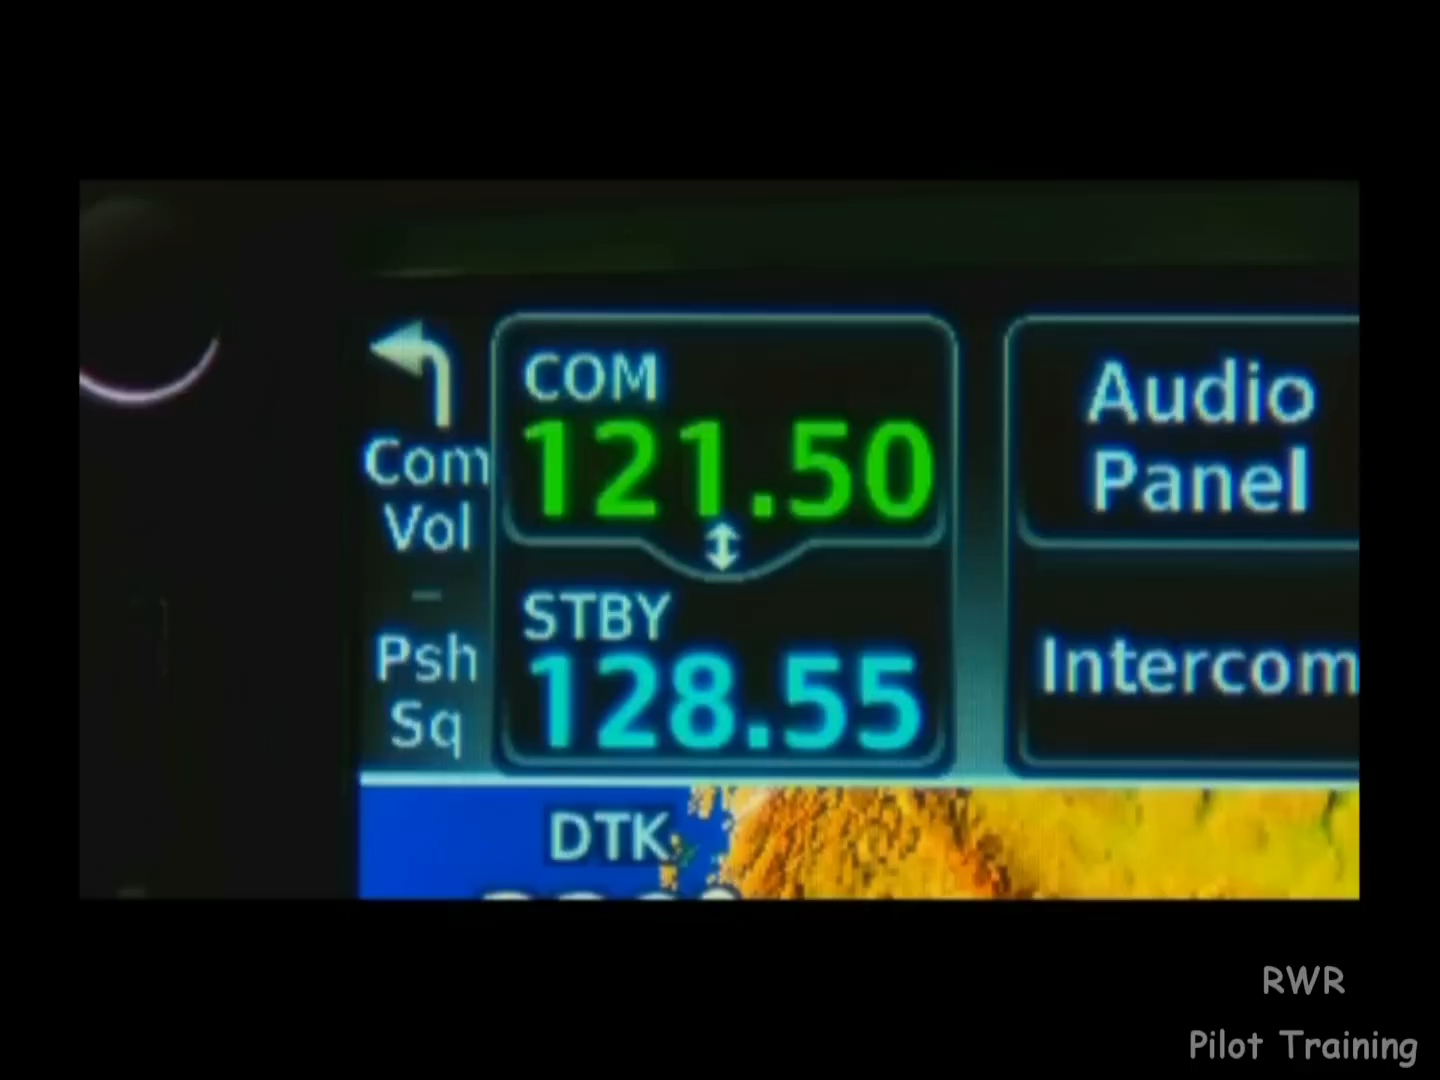 COM
121.50
Com
Vol
–
Psh
Sq
STBY
128.55
Audio
Panel
Intercom
DTK
RWR
Pilot Training